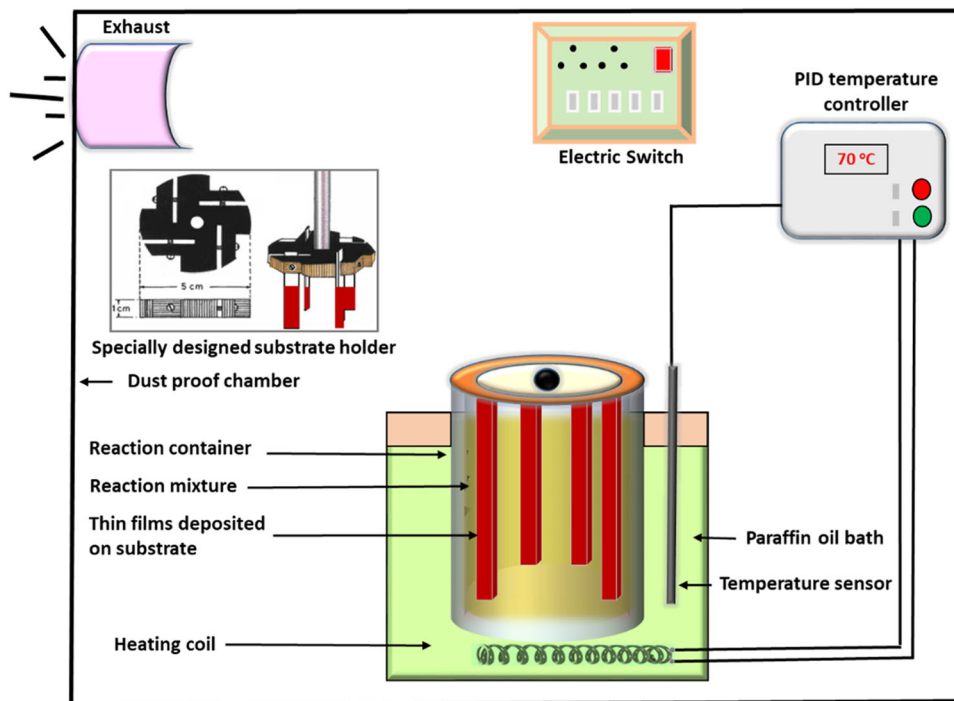 Exhaust
PID temperature
controller
70 °C
Electric Switch
5 cm
1cm
Specially designed substrate holder
Dust proof chamber
Reaction container
Reaction mixture
Thin films deposited
on substrate
Paraffin oil bath
Temperature sensor
Heating coil